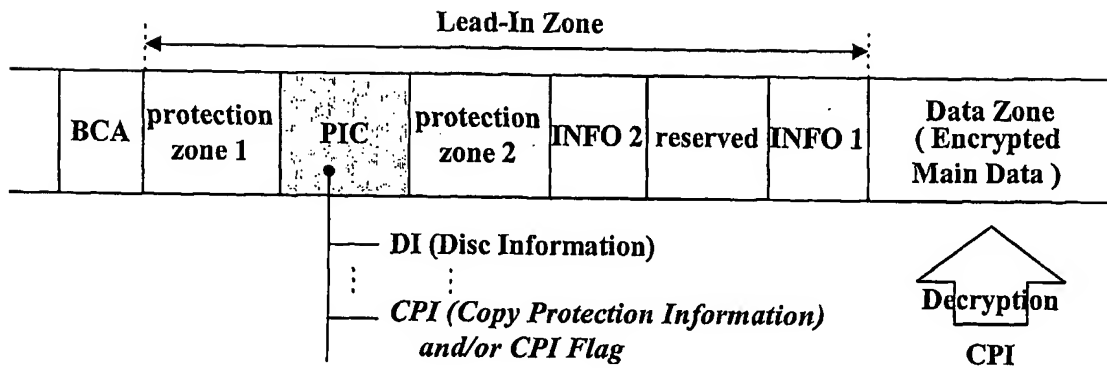 Lead-In Zone
BCA
protection
zone 1
PIC
protection
zone 2
INFO 2
reserved
INFO 1
Data Zone
( Encrypted
Main Data )
DI (Disc Information)
CPI (Copy Protection Information)
and/or CPI Flag
Decryption
CPI